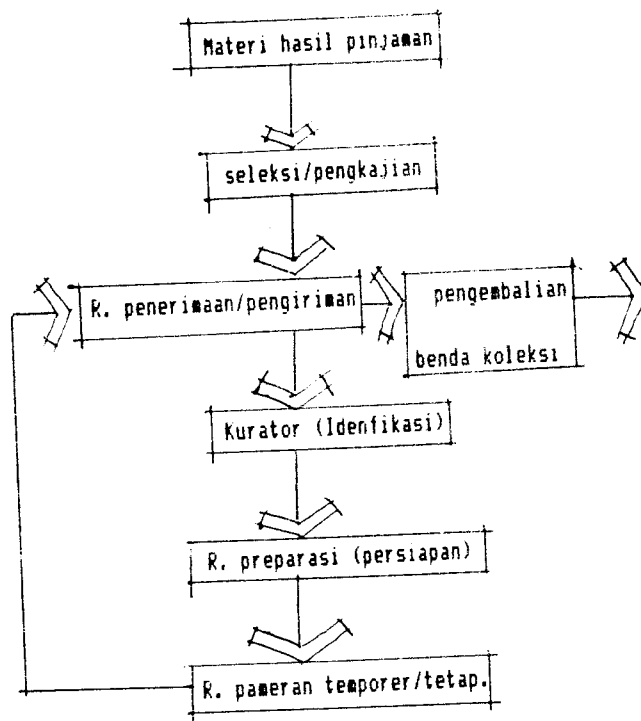 Materi hasil pinjaman
seleksi/pengkajian
R. penerimaan/pengiriman
pengembalian
benda koleksi
Kurator (Idenfikasi)
R. preparasi (persiapan)
R. pameran temporer/tetap.